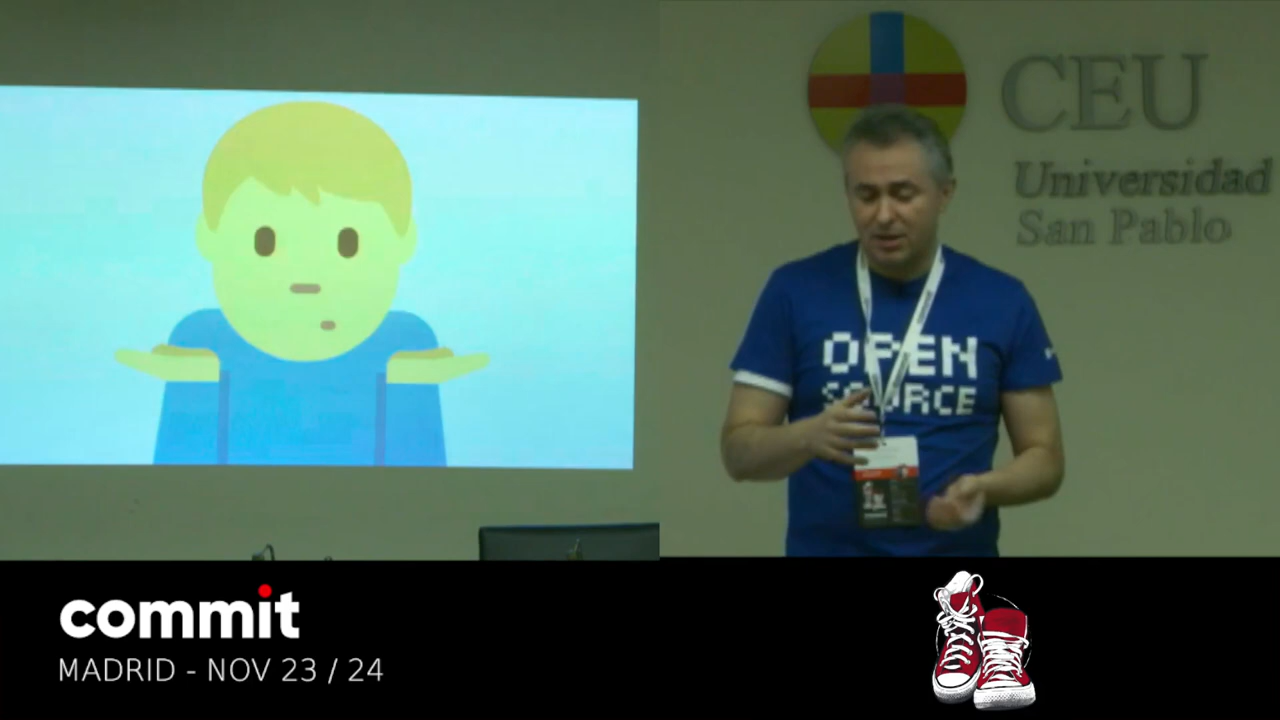 CEU
Universidad
San Pablo
OPEN
SOURCE
commit
MADRID - NOV 23 / 24